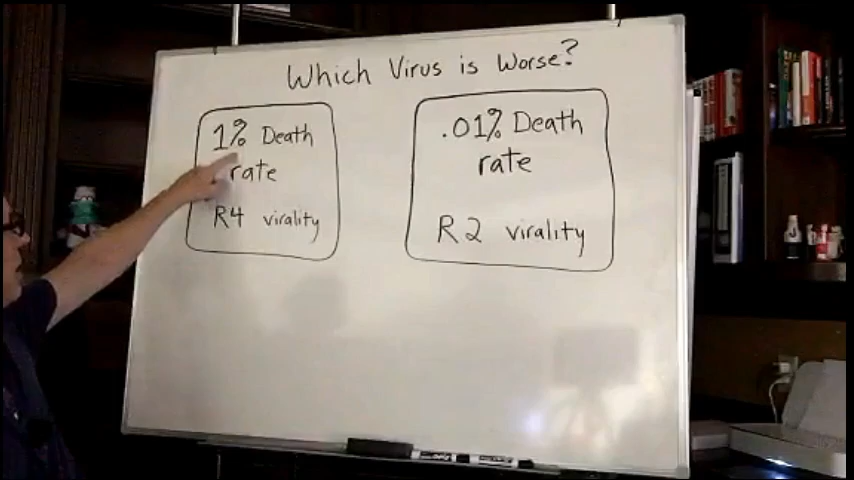 Which Virus is Worse?
1% Death
rate
R4 virality
.01% Death
rate
R2 virality